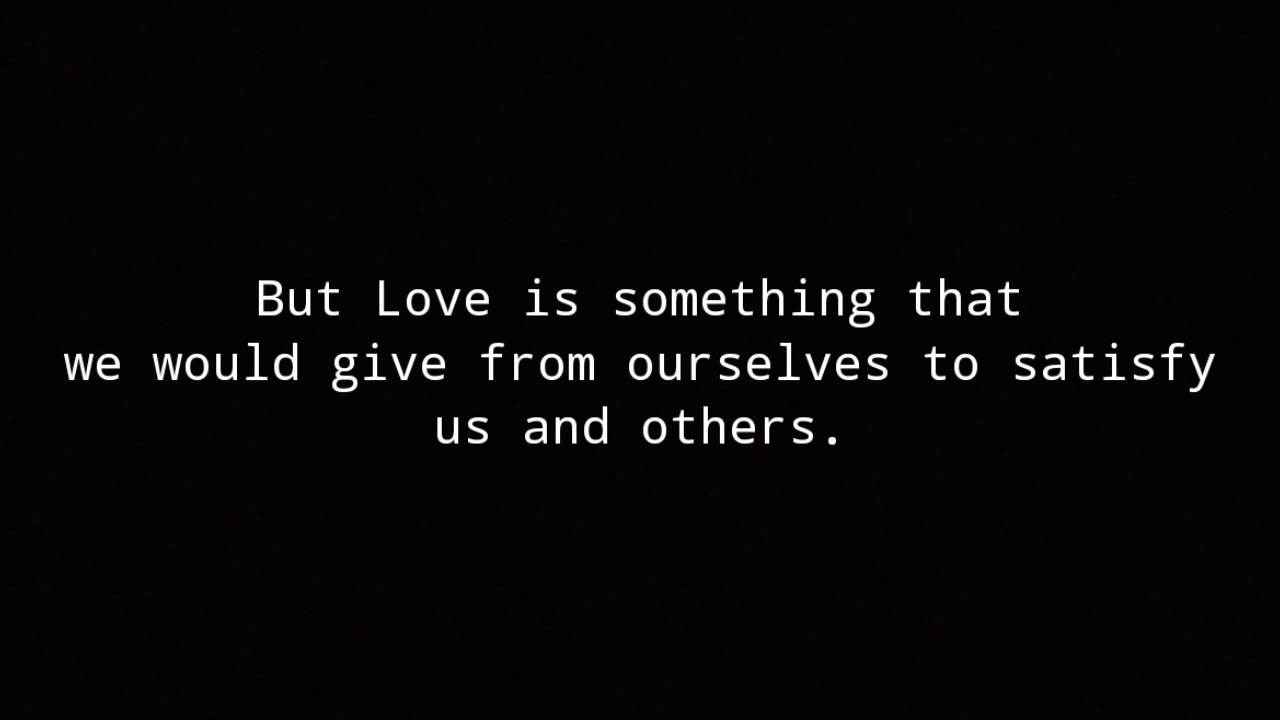 But Love is something that
we would give from ourselves to satisfy
us and others.